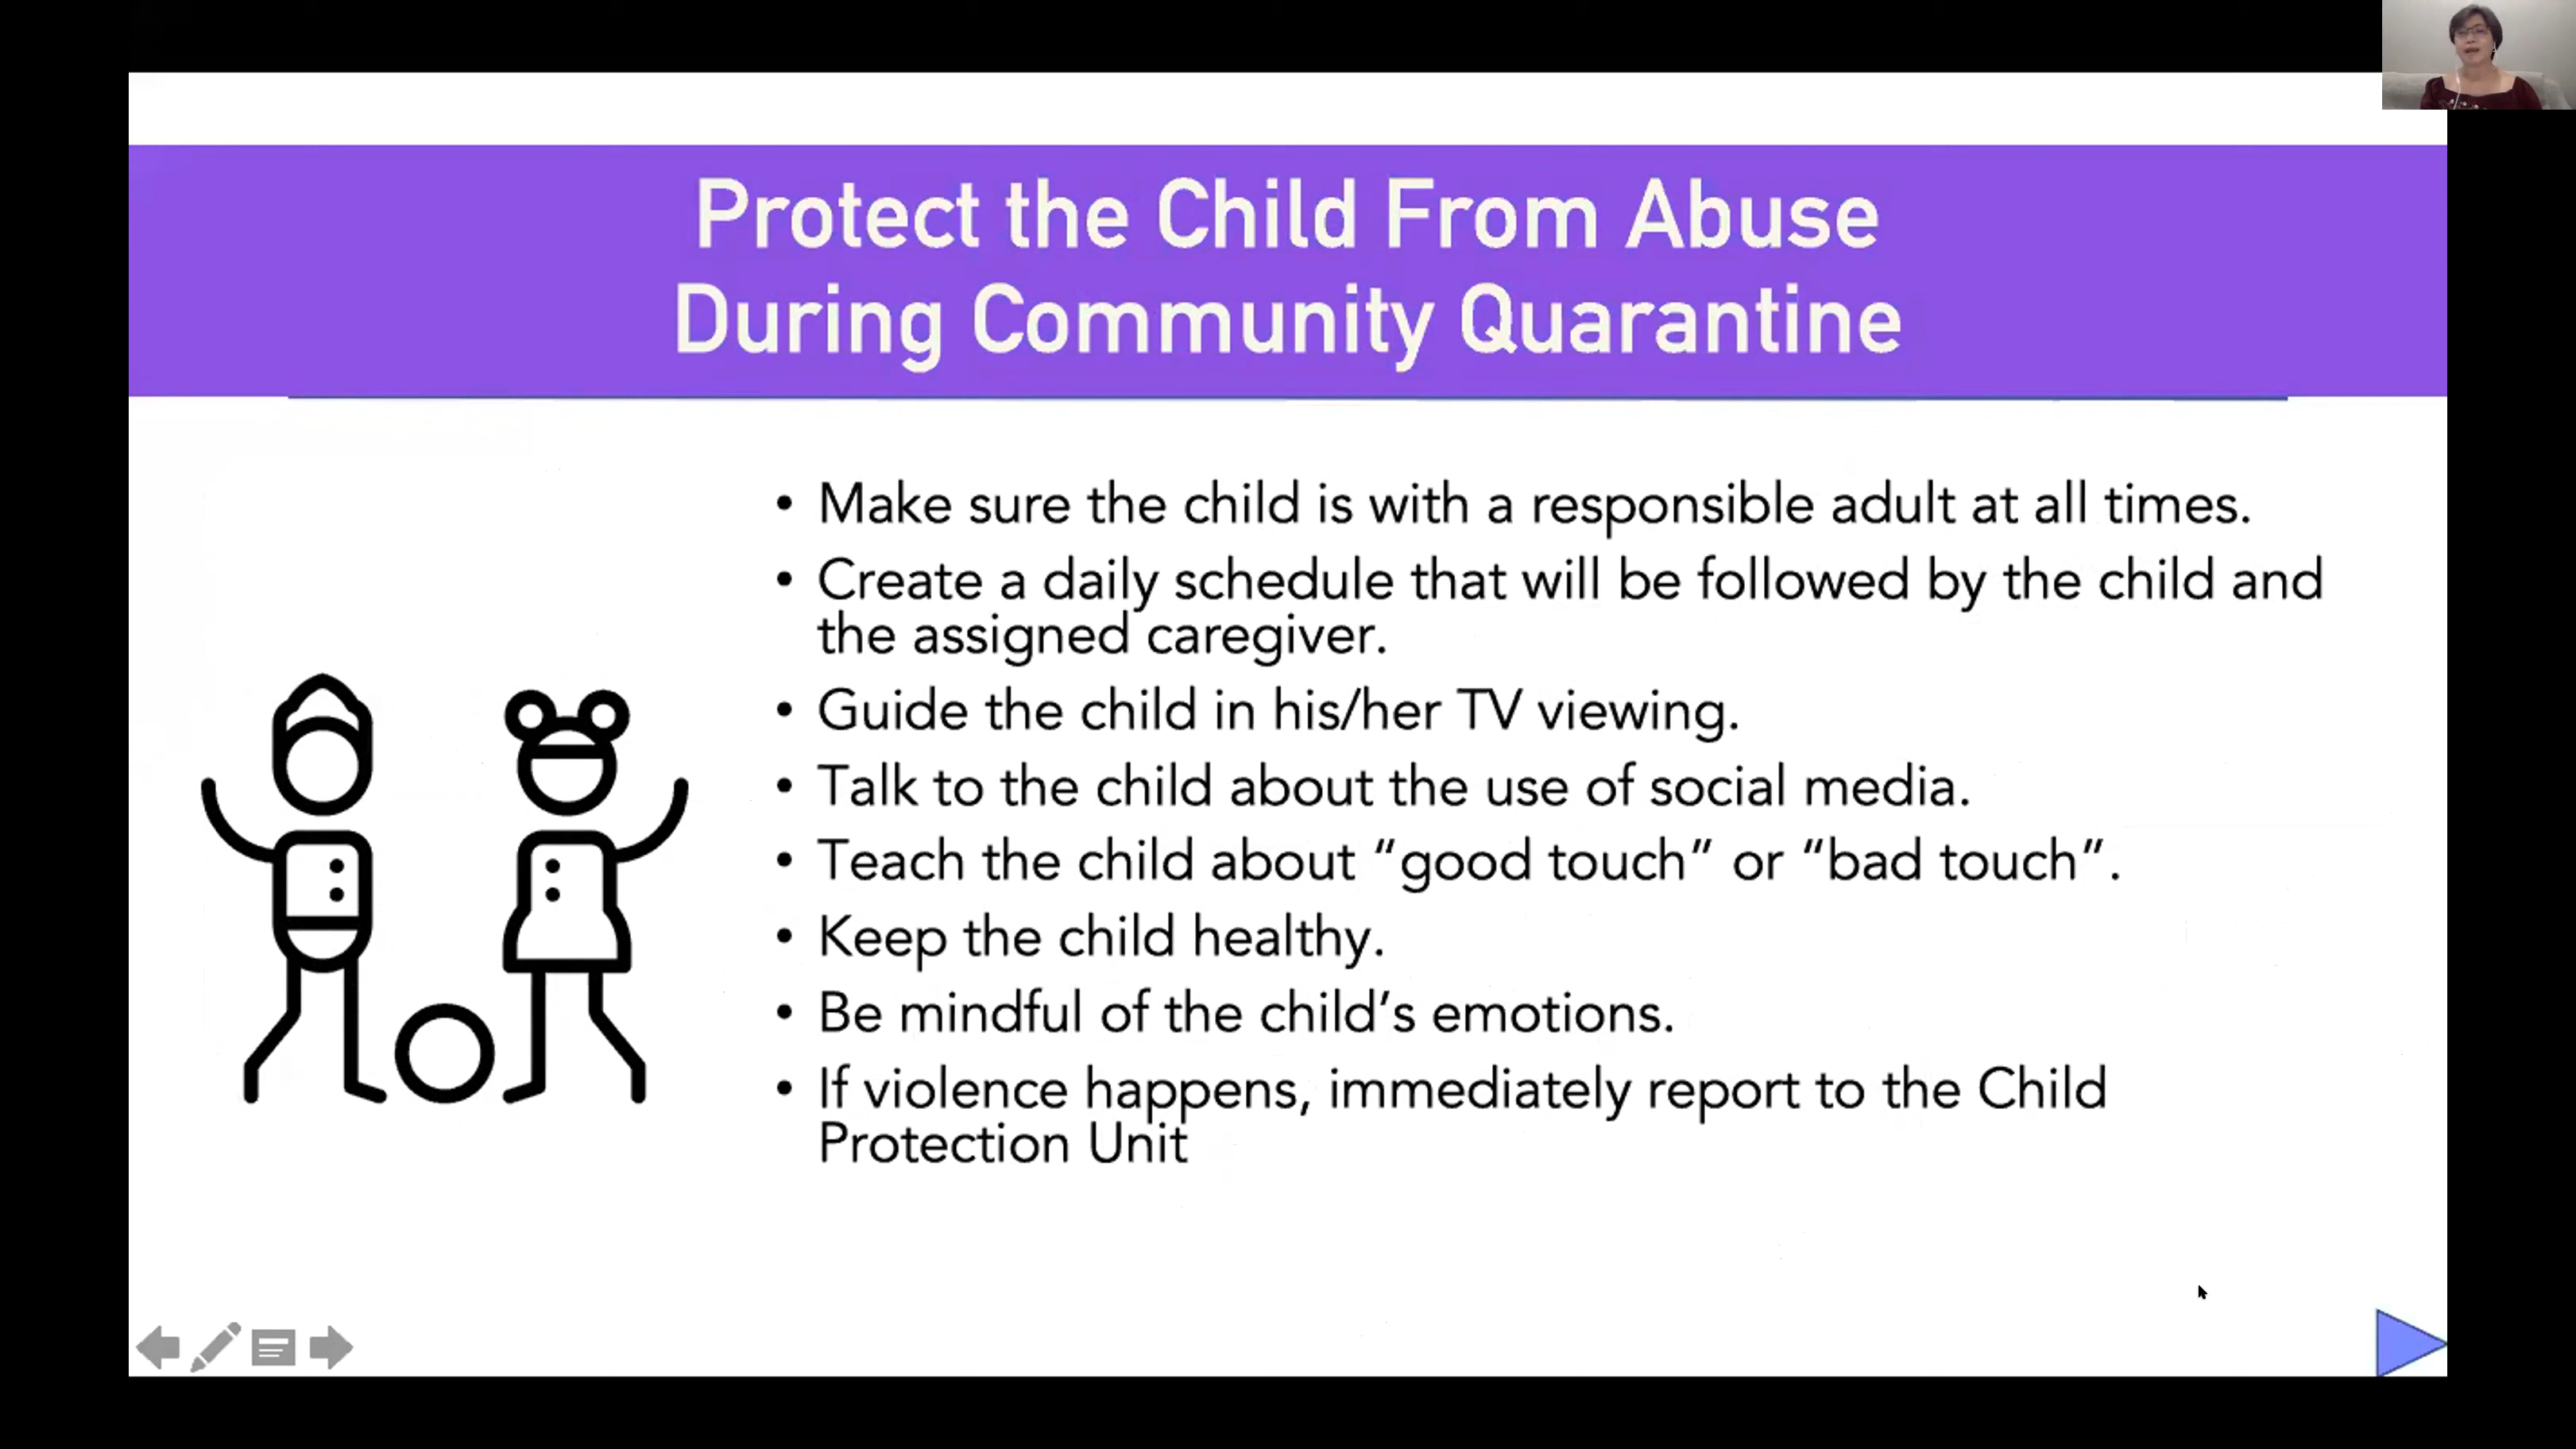 Protect the Child From Abuse
During Community Quarantine
• Make sure the child is with a responsible adult at all times.
• Create a daily schedule that will be followed by the child and
the assigned caregiver.
• Guide the child in his/her TV viewing.
• Talk to the child about the use of social media.
• Teach the child about “good touch” or “bad touch”.
• Keep the child healthy.
• Be mindful of the child’s emotions.
• If violence happens, immediately report to the Child
Protection Unit